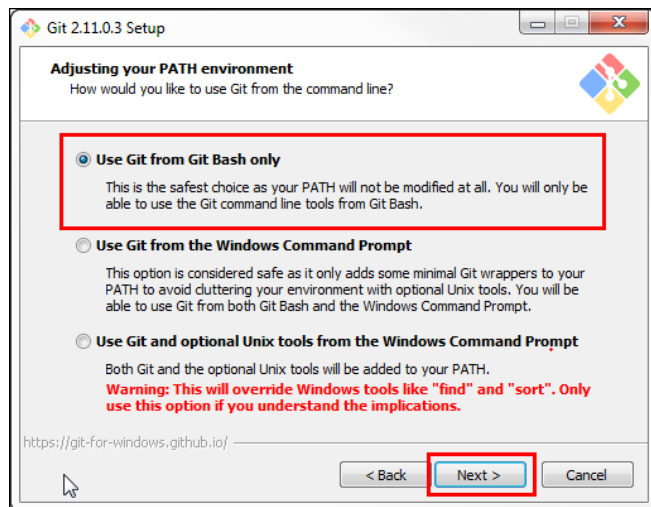 Git 2.11.0.3 Setup
Adjusting your PATH environment
How would you like to use Git from the command line?
Use Git from Git Bash only
This is the safest choice as your PATH will not be modified at all. You will only be
able to use the Git command line tools from Git Bash.
Use Git from the Windows Command Prompt
This option is considered safe as it only adds some minimal Git wrappers to your
PATH to avoid cluttering your environment with optional Unix tools. You will be
able to use Git from both Git Bash and the Windows Command Prompt.
Use Git and optional Unix tools from the Windows Command Prompt
Both Git and the optional Unix tools will be added to your PATH.
Warning: This will override Windows tools like "find" and "sort". Only
use this option if you understand the implications.
https://git-for-windows.github.io/
< Back Next > Cancel